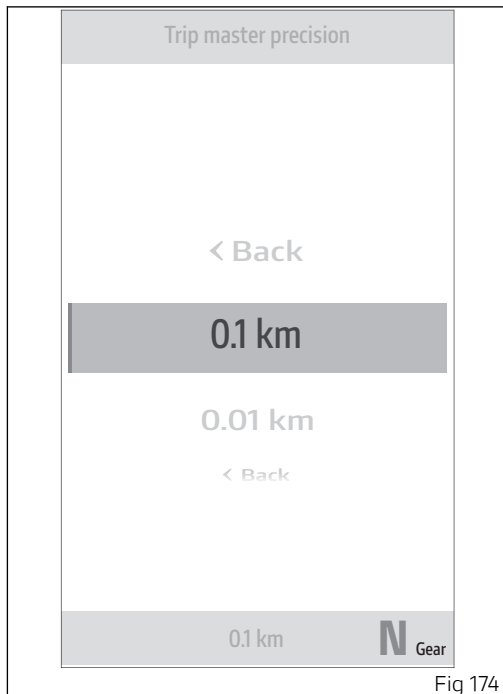 Trip master precision
< Back
0.1 km
0.01 km
< Back
0.1 km N Gear
Fig 174